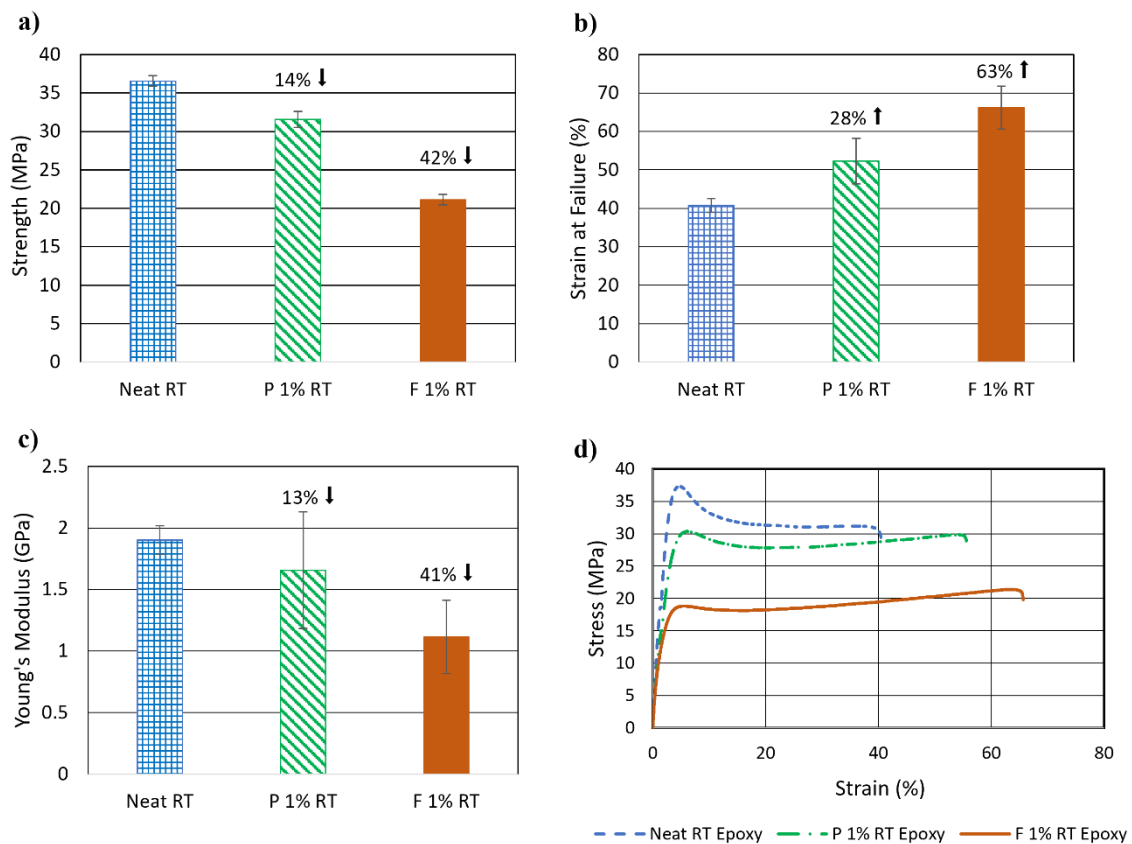 a)
40
35
30
25
20
15
10
5
0
Strength (MPa)
14% ↓
42% ↓
Neat RT P 1% RT F 1% RT
b)
80
70
60
50
40
30
20
10
0
Strain at Failure (%)
28% ↑
63% ↑
Neat RT P 1% RT F 1% RT
c)
2.5
2
1.5
1
0.5
0
Young's Modulus (GPa)
13% ↓
41% ↓
Neat RT P 1% RT F 1% RT
d)
40
35
30
25
20
15
10
5
0
Stress (MPa)
0 20 40 60 80
Strain (%)
Neat RT Epoxy P 1% RT Epoxy F 1% RT Epoxy